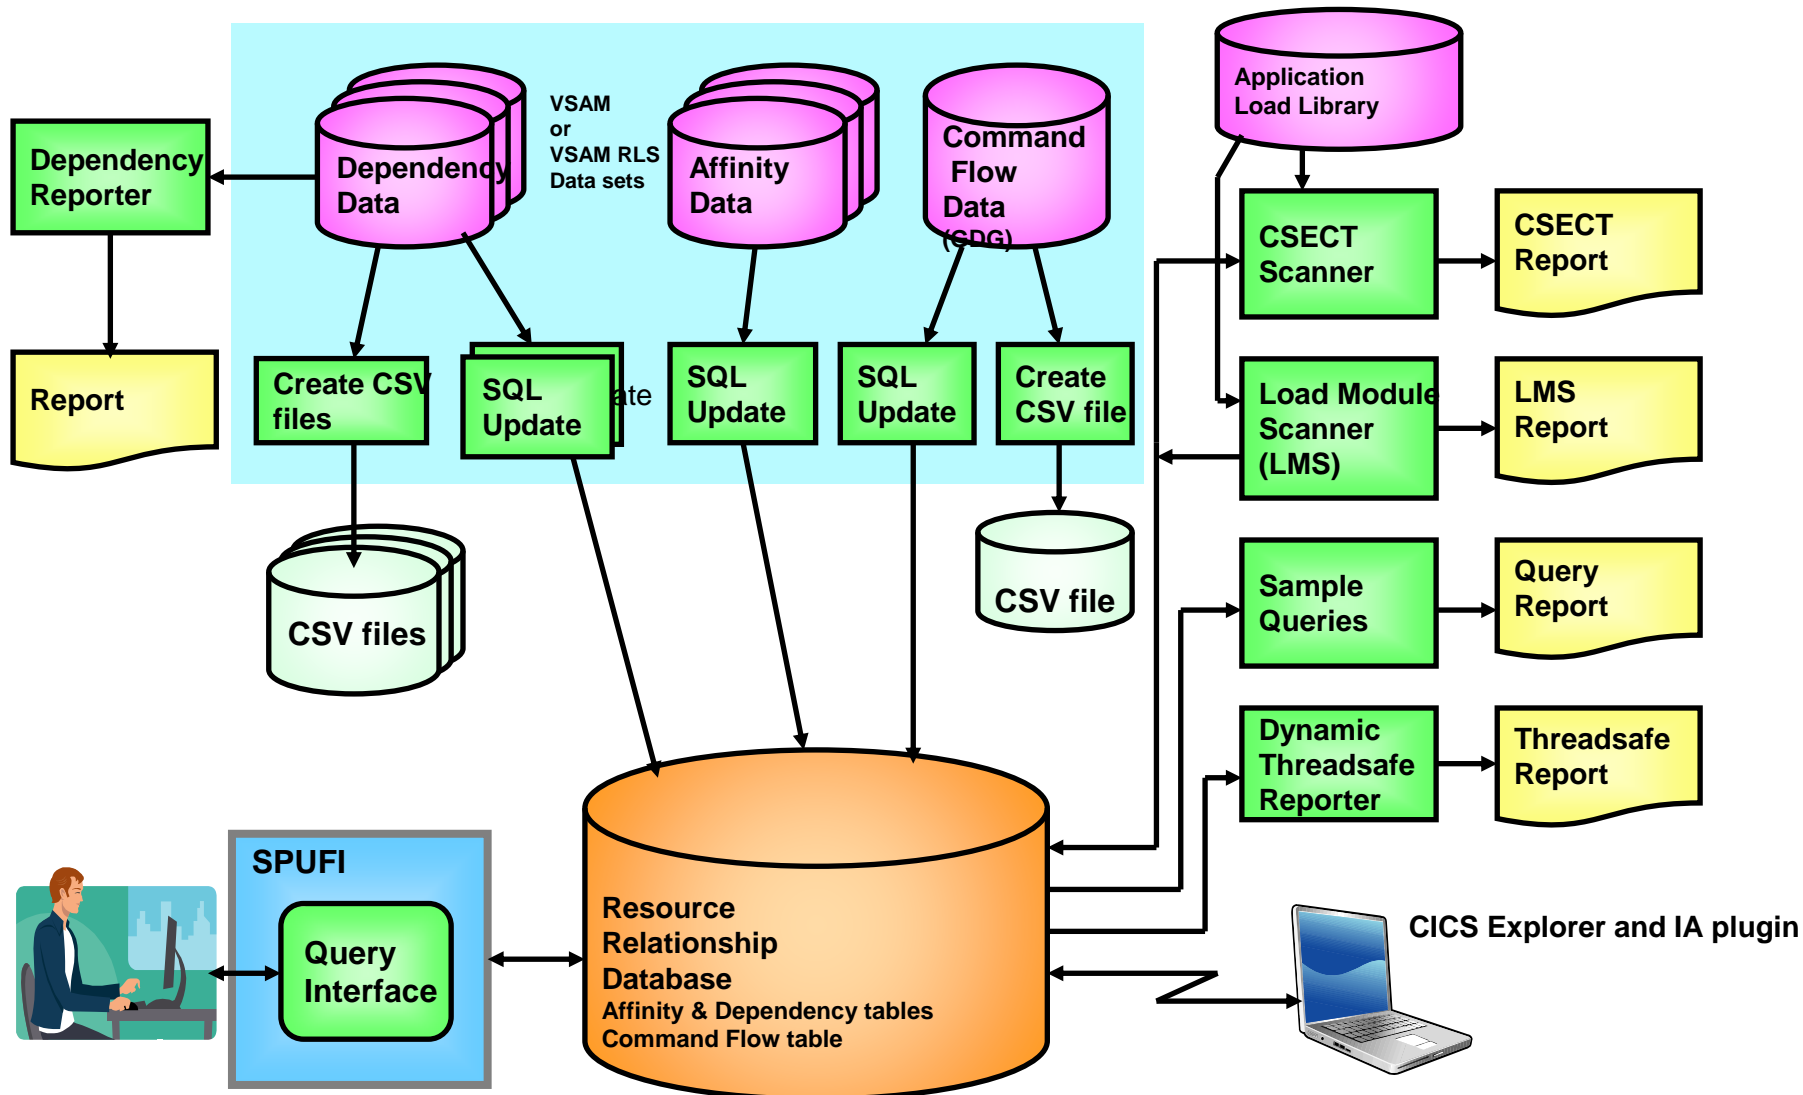 Application
Load Library
VSAM
or
VSAM RLS
Data sets
Dependency
Reporter
Dependency
Data
Affinity
Data
Command
Flow
Data
(GDG)
CSECT
Scanner
CSECT
Report
Report
Create CSV
files
SQL
Update
ate
SQL
Update
SQL
Update
Create
CSV file
Load Module
Scanner
(LMS)
LMS
Report
CSV files
CSV file
Sample
Queries
Query
Report
Dynamic
Threadsafe
Reporter
Threadsafe
Report
SPUFI
Query
Interface
Resource
Relationship
Database
Affinity & Dependency tables
Command Flow table
CICS Explorer and IA plugin